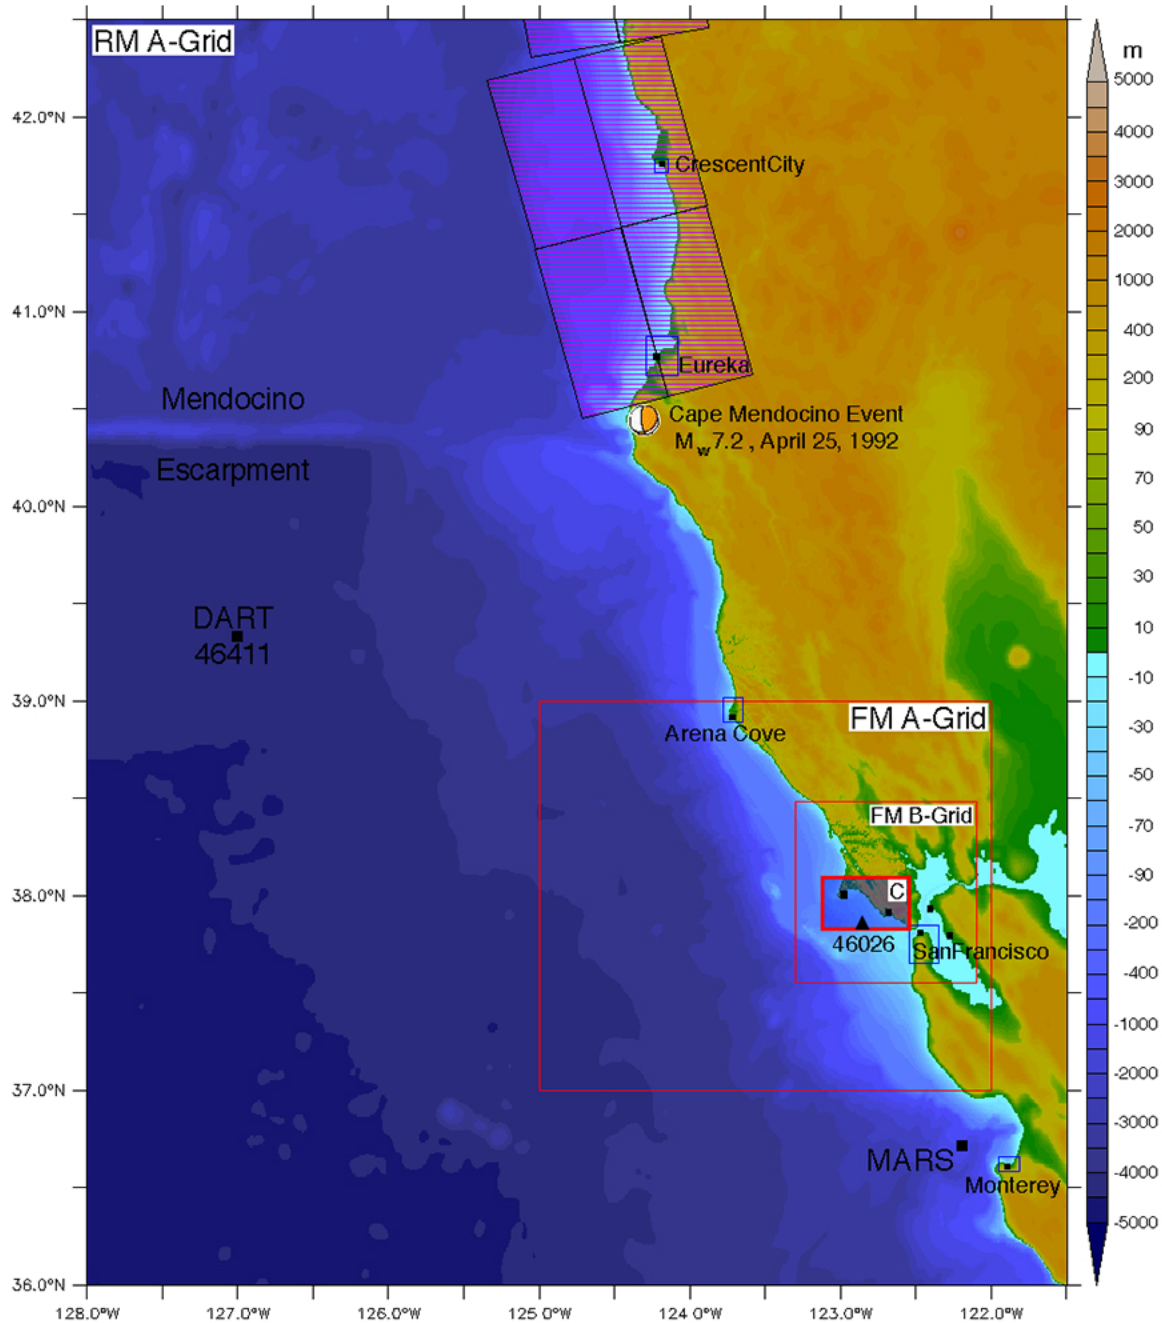 RM A-Grid
m
5000
4000
3000
2000
1000
400
200
90
70
50
30
10
-10
-30
-50
-70
-90
-200
-400
-1000
-2000
-3000
-4000
-5000
42.0°N
41.0°N
40.0°N
39.0°N
38.0°N
37.0°N
36.0°N
CrescentCity
Eureka
Mendocino
Escarpment
Cape Mendocino Event
Mw7.2 , April 25, 1992
DART
46411
Arena Cove
FM A-Grid
FM B-Grid
C
46026
SanFrancisco
MARS
Monterey
128.0°W
127.0°W
126.0°W
125.0°W
124.0°W
123.0°W
122.0°W